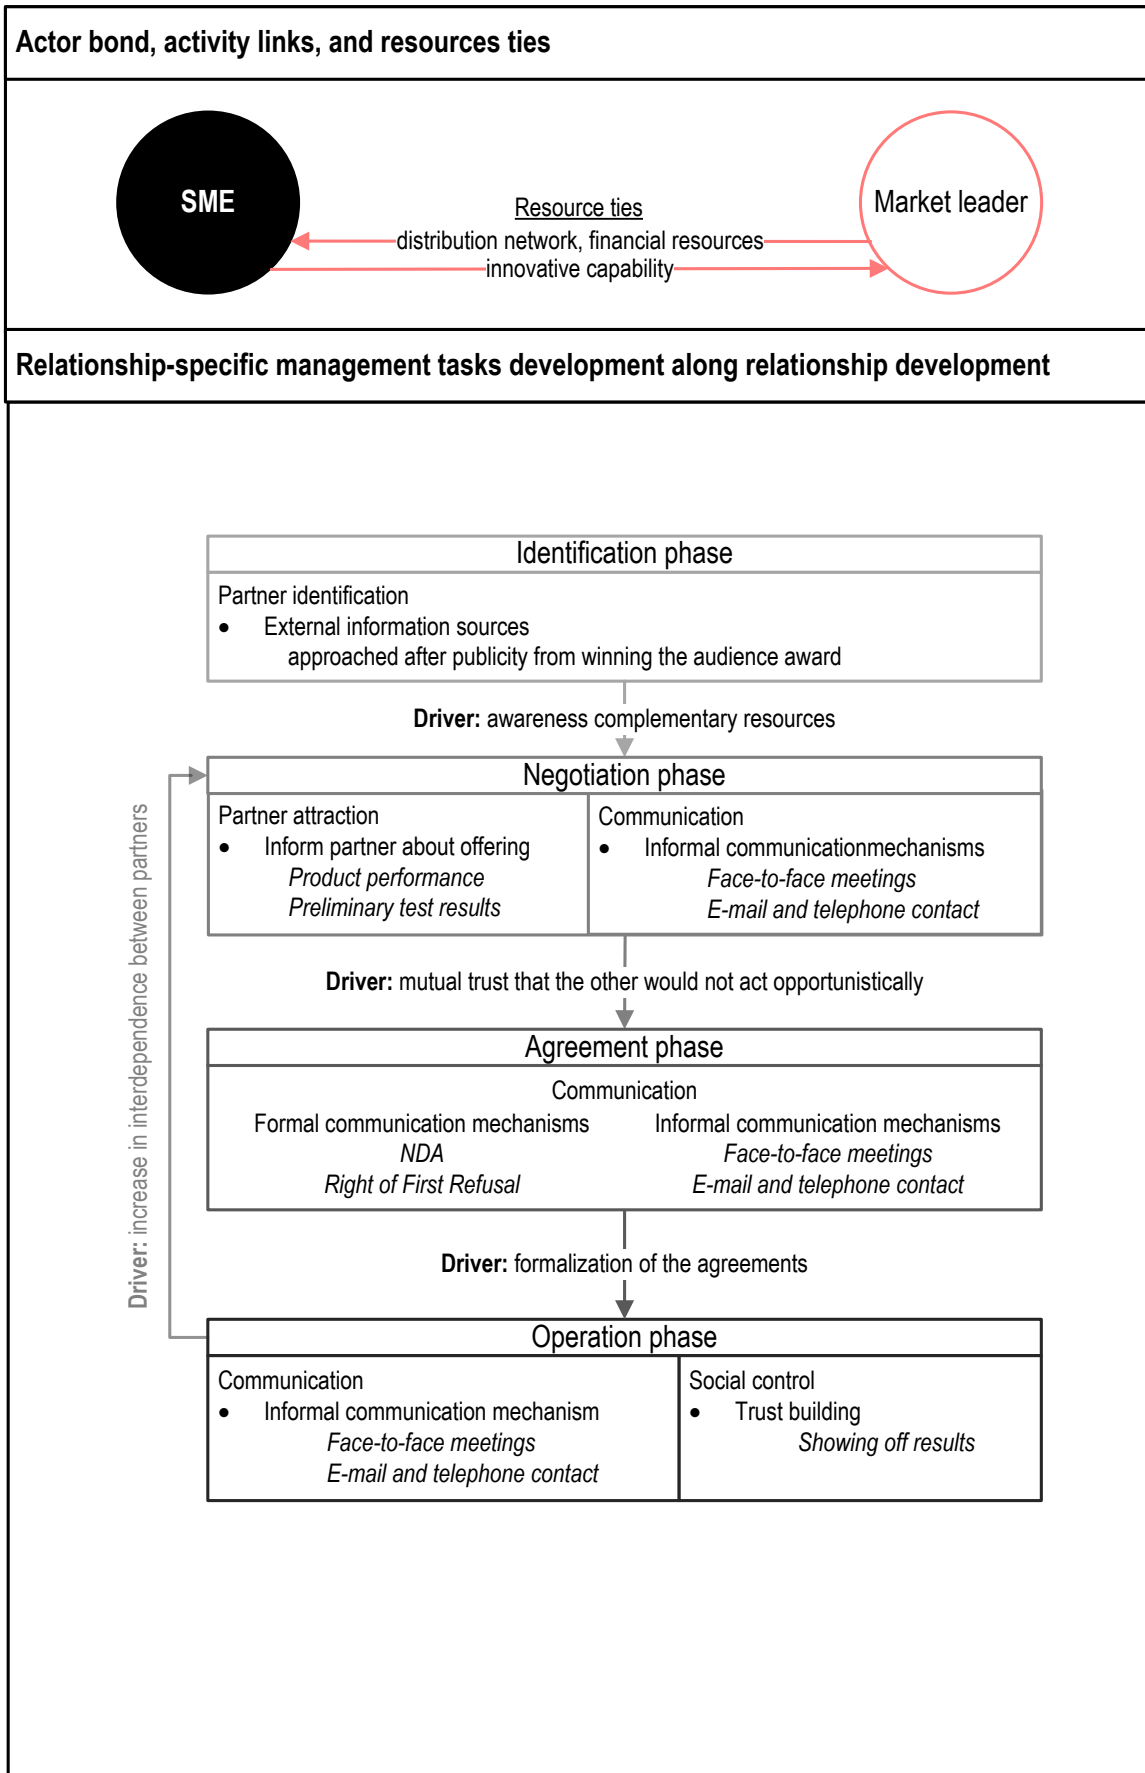 Actor bond, activity links, and resources ties
SME
Market leader
Resource ties
distribution network, financial resources
innovative capability
Relationship-specific management tasks development along relationship development
Identification phase
Partner identification
• External information sources
approached after publicity from winning the audience award
Driver: awareness complementary resources
Negotiation phase
Partner attraction
• Inform partner about offering
Product performance
Preliminary test results
Communication
• Informal communicationmechanisms
Face-to-face meetings
E-mail and telephone contact
Driver: mutual trust that the other would not act opportunistically
Agreement phase
Communication
Formal communication mechanisms
NDA
Right of First Refusal
Informal communication mechanisms
Face-to-face meetings
E-mail and telephone contact
Driver: formalization of the agreements
Operation phase
Communication
• Informal communication mechanism
Face-to-face meetings
E-mail and telephone contact
Social control
• Trust building
Showing off results
Driver: increase in interdependence between partners